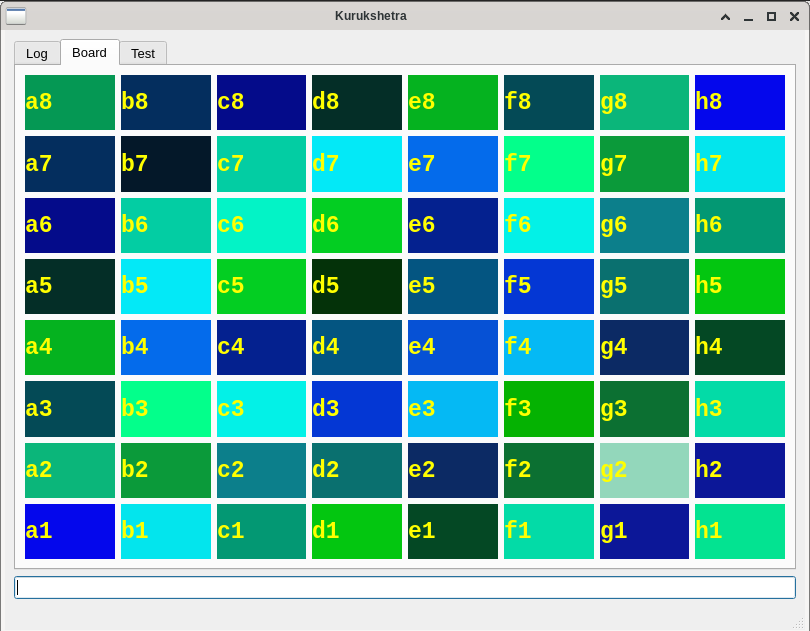 Kurukshetra
Log Board Test
a8 b8 c8 d8 e8 f8 g8 h8
a7 b7 c7 d7 e7 f7 g7 h7
a6 b6 c6 d6 e6 f6 g6 h6
a5 b5 c5 d5 e5 f5 g5 h5
a4 b4 c4 d4 e4 f4 g4 h4
a3 b3 c3 d3 e3 f3 g3 h3
a2 b2 c2 d2 e2 f2 g2 h2
a1 b1 c1 d1 e1 f1 g1 h1